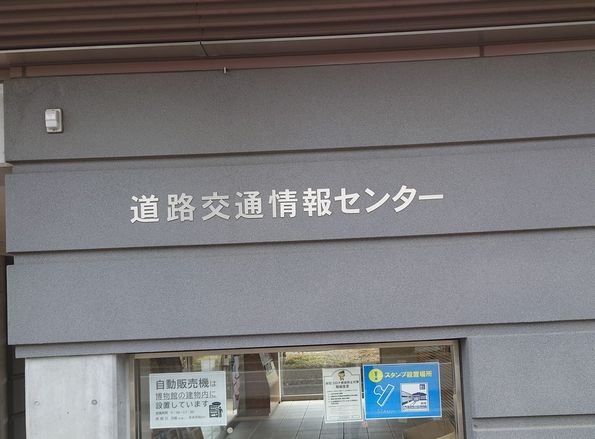 道路交通情報センター
自動販売機は
博物館の建物内に
設置しています。
スタンプ設置場所